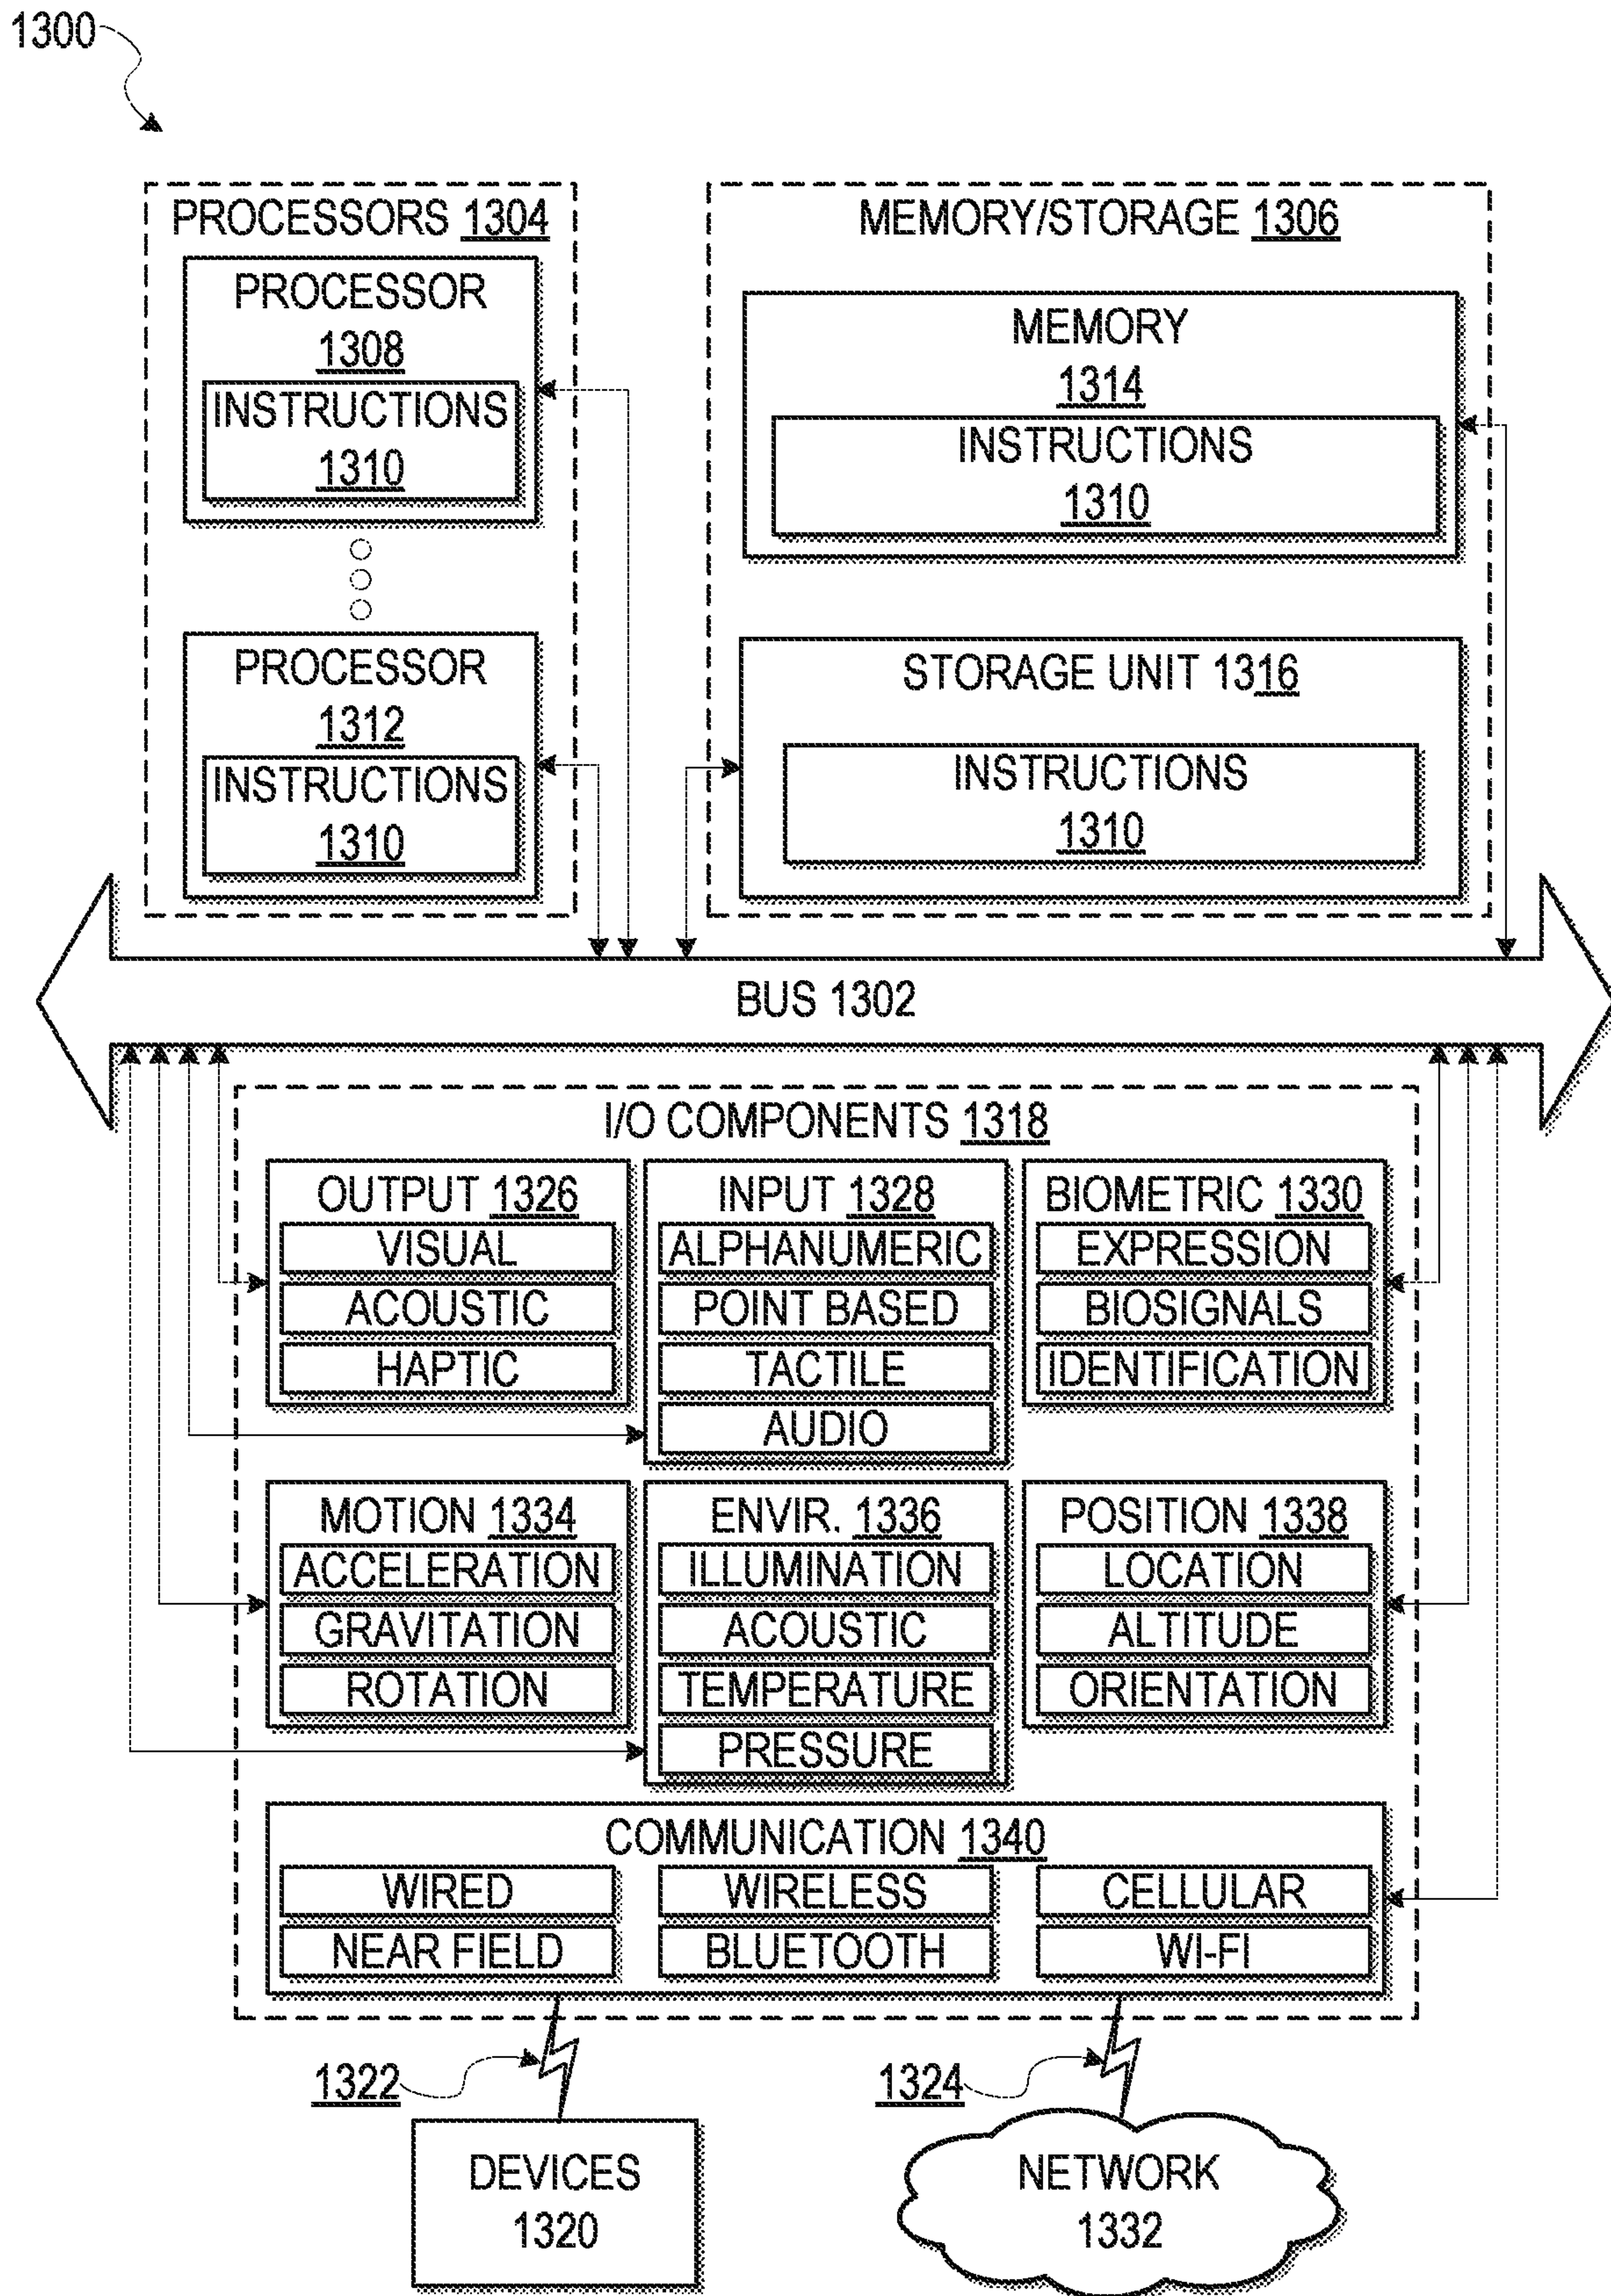 1300
PROCESSORS 1304
PROCESSOR
1308
INSTRUCTIONS
1310
PROCESSOR
1312
INSTRUCTIONS
1310
MEMORY/STORAGE 1306
MEMORY
1314
INSTRUCTIONS
1310
STORAGE UNIT 1316
INSTRUCTIONS
1310
BUS 1302
I/O COMPONENTS 1318
OUTPUT 1326
VISUAL
ACOUSTIC
HAPTIC
INPUT 1328
ALPHANUMERIC
POINT BASED
TACTILE
AUDIO
BIOMETRIC 1330
EXPRESSION
BIOSIGNALS
IDENTIFICATION
MOTION 1334
ACCELERATION
GRAVITATION
ROTATION
ENVIR. 1336
ILLUMINATION
ACOUSTIC
TEMPERATURE
PRESSURE
POSITION 1338
LOCATION
ALTITUDE
ORIENTATION
COMMUNICATION 1340
WIRED
WIRELESS
CELLULAR
NEAR FIELD
BLUETOOTH
WI-FI
1322
1324
DEVICES
1320
NETWORK
1332